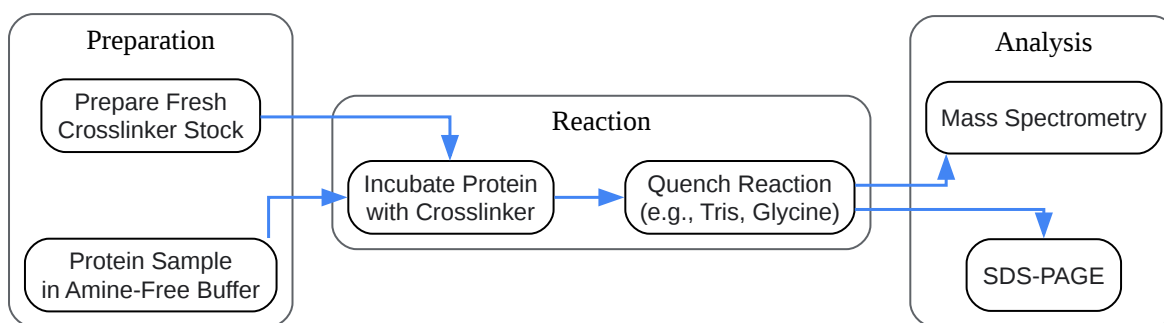 Preparation
Prepare Fresh
Crosslinker Stock
Protein Sample
in Amine-Free Buffer
Reaction
Incubate Protein
with Crosslinker
Quench Reaction
(e.g., Tris, Glycine)
Analysis
Mass Spectrometry
SDS-PAGE